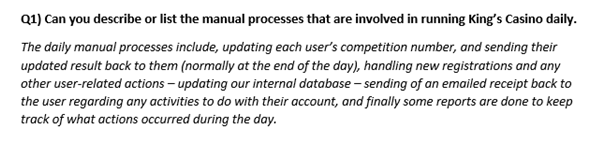 Q1) Can you describe or list the manual processes that are involved in running King's Casino daily.
The daily manual processes include, updating each user's competition number, and sending their
updated result back to them (normally at the end of the day), handling new registrations and any
other user-related actions – updating our internal database – sending of an emailed receipt back to
the user regarding any activities to do with their account, and finally some reports are done to keep
track of what actions occurred during the day.